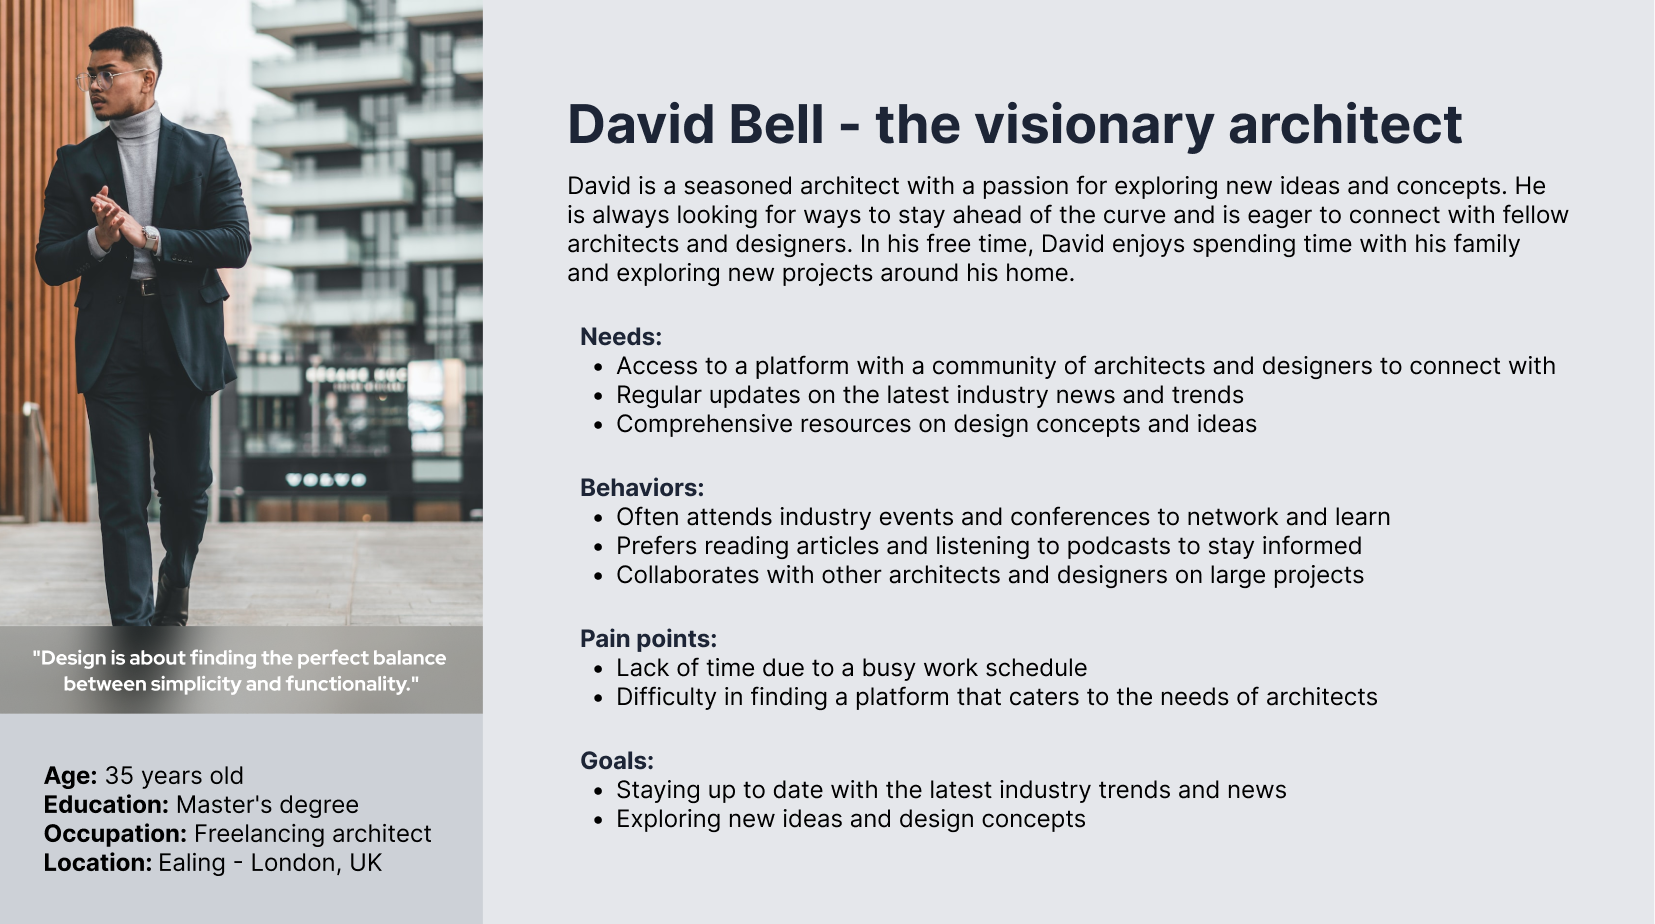 David Bell - the visionary architect
David is a seasoned architect with a passion for exploring new ideas and concepts. He
is always looking for ways to stay ahead of the curve and is eager to connect with fellow
architects and designers. In his free time, David enjoys spending time with his family
and exploring new projects around his home.
Needs:
• Access to a platform with a community of architects and designers to connect with
• Regular updates on the latest industry news and trends
• Comprehensive resources on design concepts and ideas
Behaviors:
• Often attends industry events and conferences to network and learn
• Prefers reading articles and listening to podcasts to stay informed
• Collaborates with other architects and designers on large projects
Pain points:
• Lack of time due to a busy work schedule
• Difficulty in finding a platform that caters to the needs of architects
Goals:
• Staying up to date with the latest industry trends and news
• Exploring new ideas and design concepts
VOLVO
"Design is about finding the perfect balance
between simplicity and functionality."
Age: 35 years old
Education: Master's degree
Occupation: Freelancing architect
Location: Ealing - London, UK